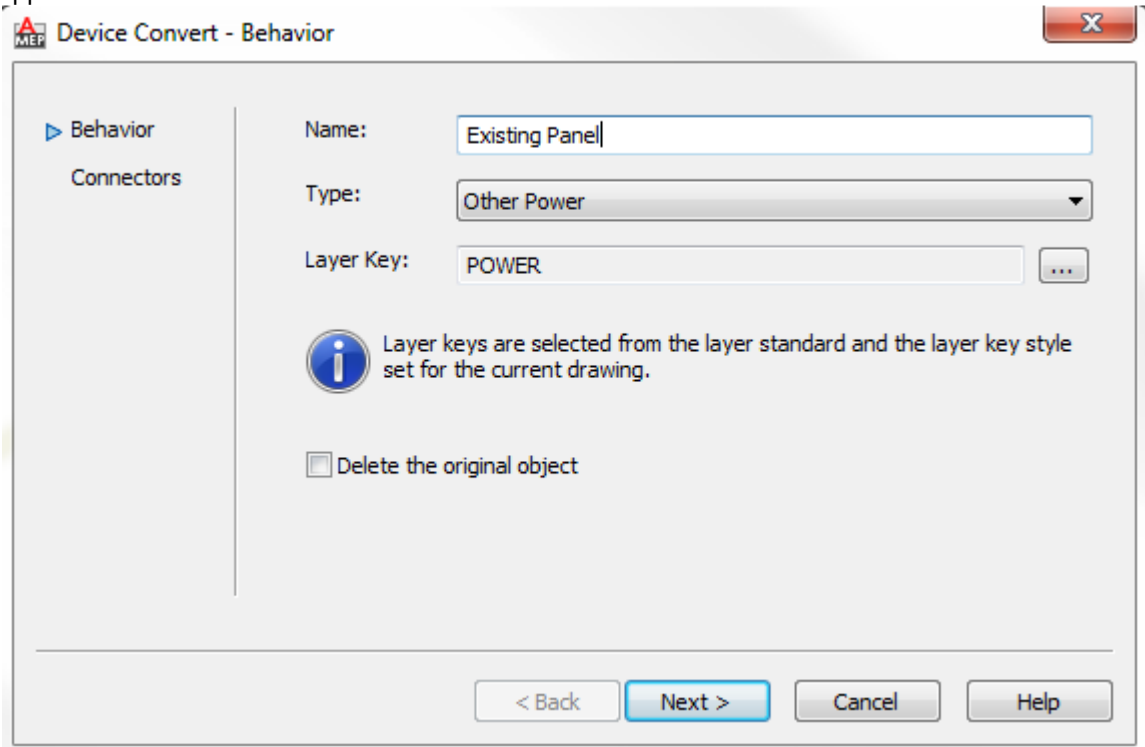 A
MEP
Device Convert - Behavior
X
Behavior
Connectors
Name:
Existing Panel
Type:
Other Power
Layer Key:
POWER
...
i
Layer keys are selected from the layer standard and the layer key style
set for the current drawing.
Delete the original object
< Back
Next >
Cancel
Help